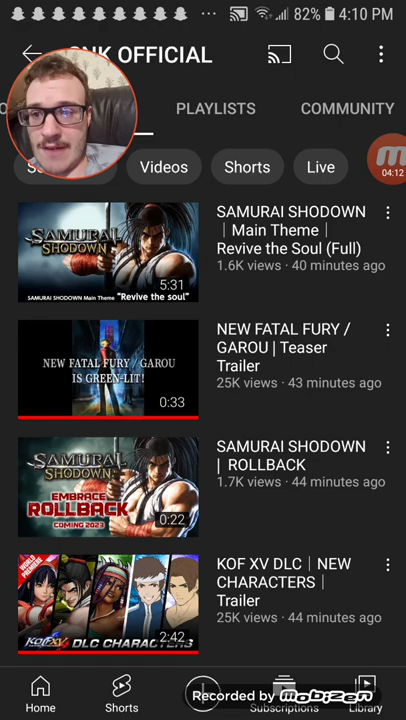 82% 4:10 PM
SNK OFFICIAL
PLAYLISTS COMMUNITY
Videos Shorts Live
04:12
SAMURAI SHODOWN
SAMURAI SHODOWN Main Theme "Revive the soul"
5:31
SAMURAI SHODOWN
｜Main Theme｜
Revive the Soul (Full)
1.6K views · 40 minutes ago
NEW FATAL FURY / GAROU
IS GREEN-LIT!
0:33
NEW FATAL FURY /
GAROU | Teaser
Trailer
25K views · 43 minutes ago
SAMURAI
SHODOWN
EMBRACE
ROLLBACK
COMING 2023
0:22
SAMURAI SHODOWN
| ROLLBACK
1.7K views · 44 minutes ago
WORLD
PREMIERE
KOF XV DLC CHARACTERS
2:42
KOF XV DLC｜NEW
CHARACTERS｜
Trailer
25K views · 44 minutes ago
Home
Shorts
Recorded by mobizen
Subscriptions
Library